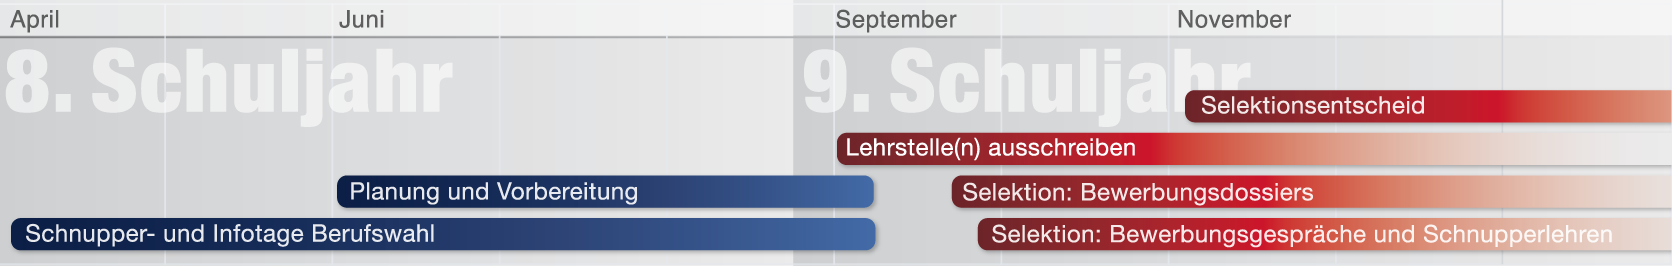 April Juni September November
8. Schuljahr 9. Schuljahr
Selektionsentscheid
Lehrstelle(n) ausschreiben
Planung und Vorbereitung Selektion: Bewerbungsdossiers
Schnupper- und Infotage Berufswahl Selektion: Bewerbungsgespräche und Schnupperlehren